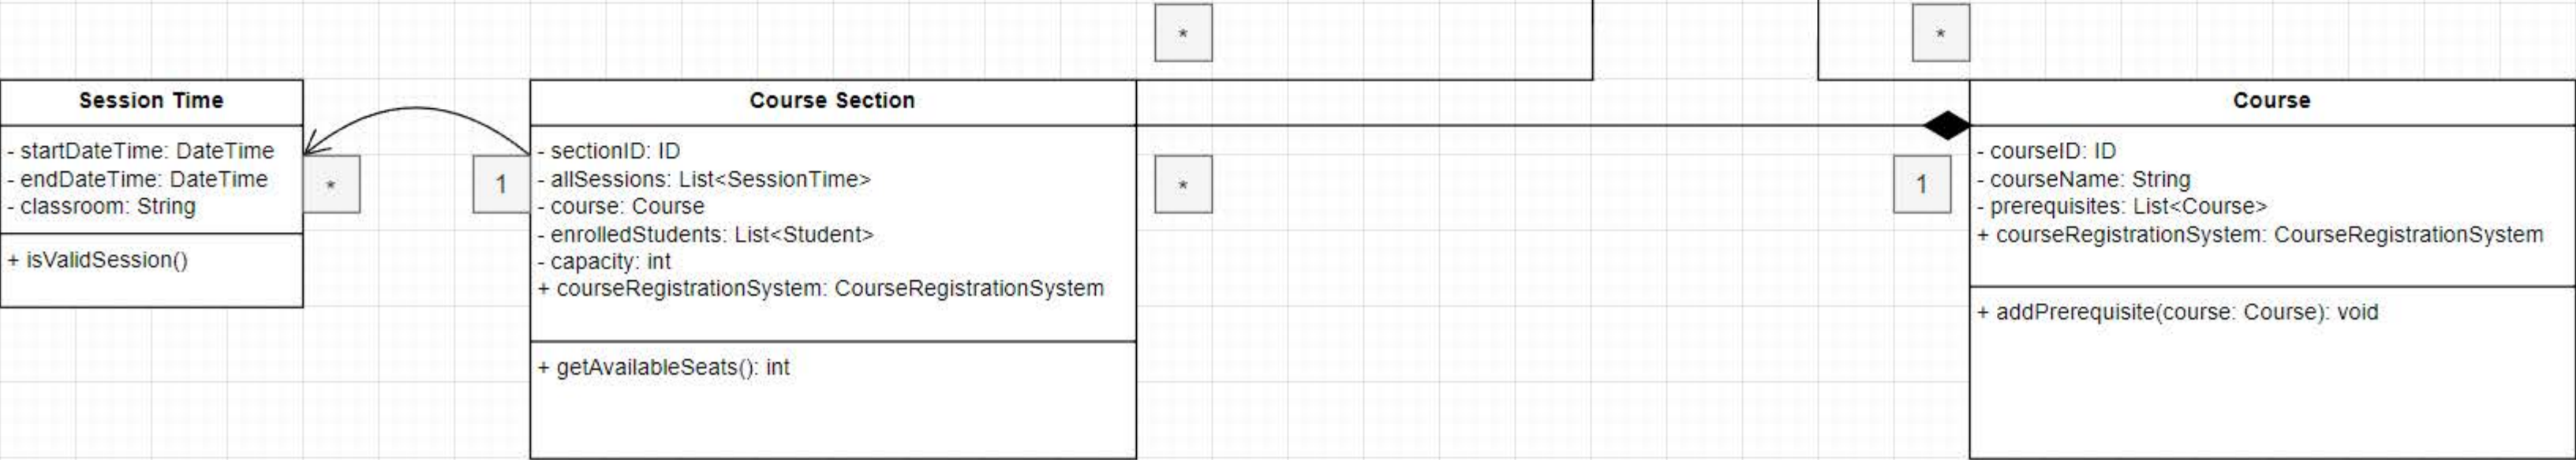 *
*
Session Time
- startDateTime: DateTime
- endDateTime: DateTime
- classroom: String
+ isValidSession()
*
1
Course Section
- sectionID: ID
- allSessions: List<SessionTime>
- course: Course
- enrolledStudents: List<Student>
- capacity: int
+ courseRegistrationSystem: CourseRegistrationSystem
+ getAvailableSeats(): int
*
1
Course
- courseID: ID
- courseName: String
- prerequisites: List<Course>
+ courseRegistrationSystem: CourseRegistrationSystem
+ addPrerequisite(course: Course): void